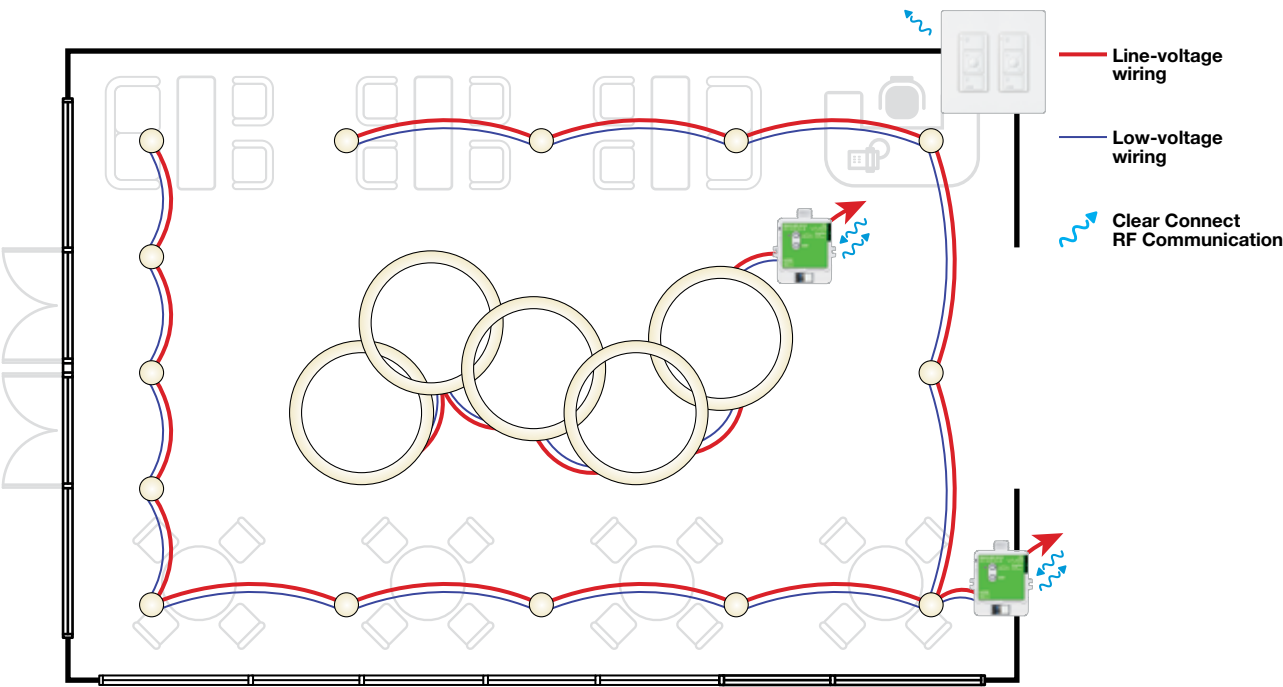 Line-voltage
wiring
Low-voltage
wiring
Clear Connect
RF Communication